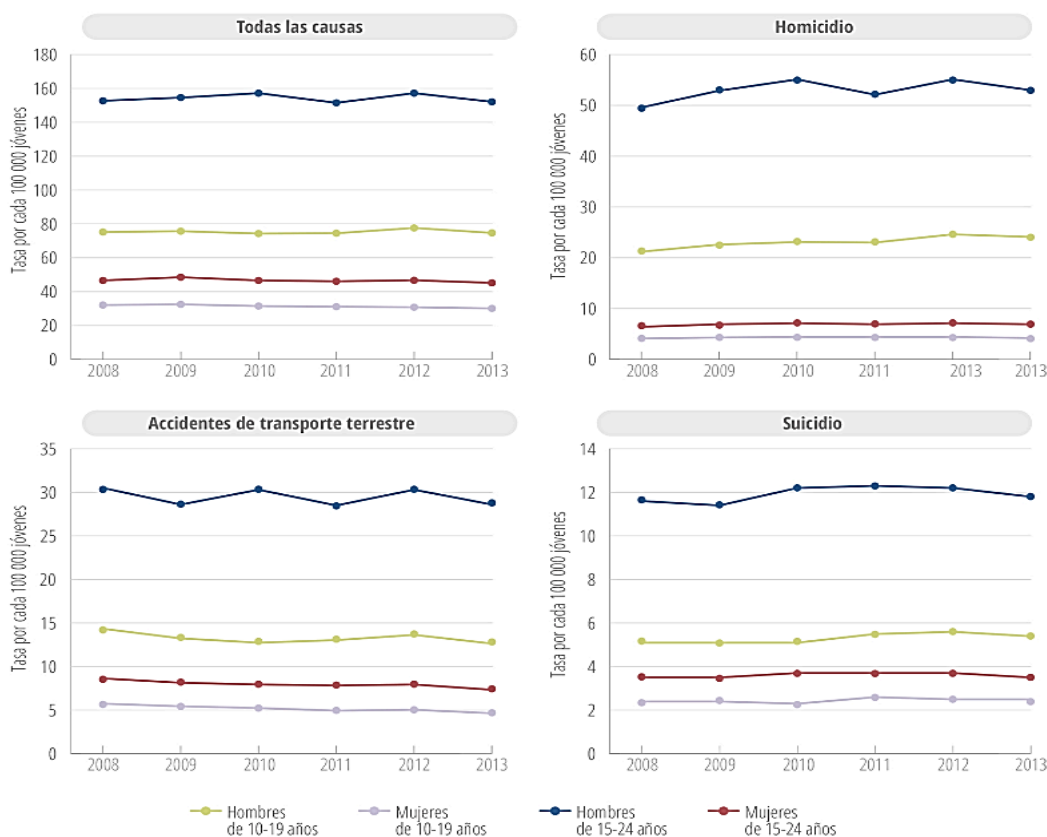 Todas las causas
Tasa por cada 100 000 jóvenes
180
160
140
120
100
80
60
40
20
0
2008 2009 2010 2011 2012 2013
Homicidio
Tasa por cada 100 000 jóvenes
60
50
40
30
20
10
0
2008 2009 2010 2011 2013 2013
Accidentes de transporte terrestre
Tasa por cada 100 000 jóvenes
35
30
25
20
15
10
5
0
2008 2009 2010 2011 2012 2013
Suicidio
Tasa por cada 100 000 jóvenes
14
12
10
8
6
4
2
0
2008 2009 2010 2011 2012 2013
Hombres
de 10-19 años
Mujeres
de 10-19 años
Hombres
de 15-24 años
Mujeres
de 15-24 años